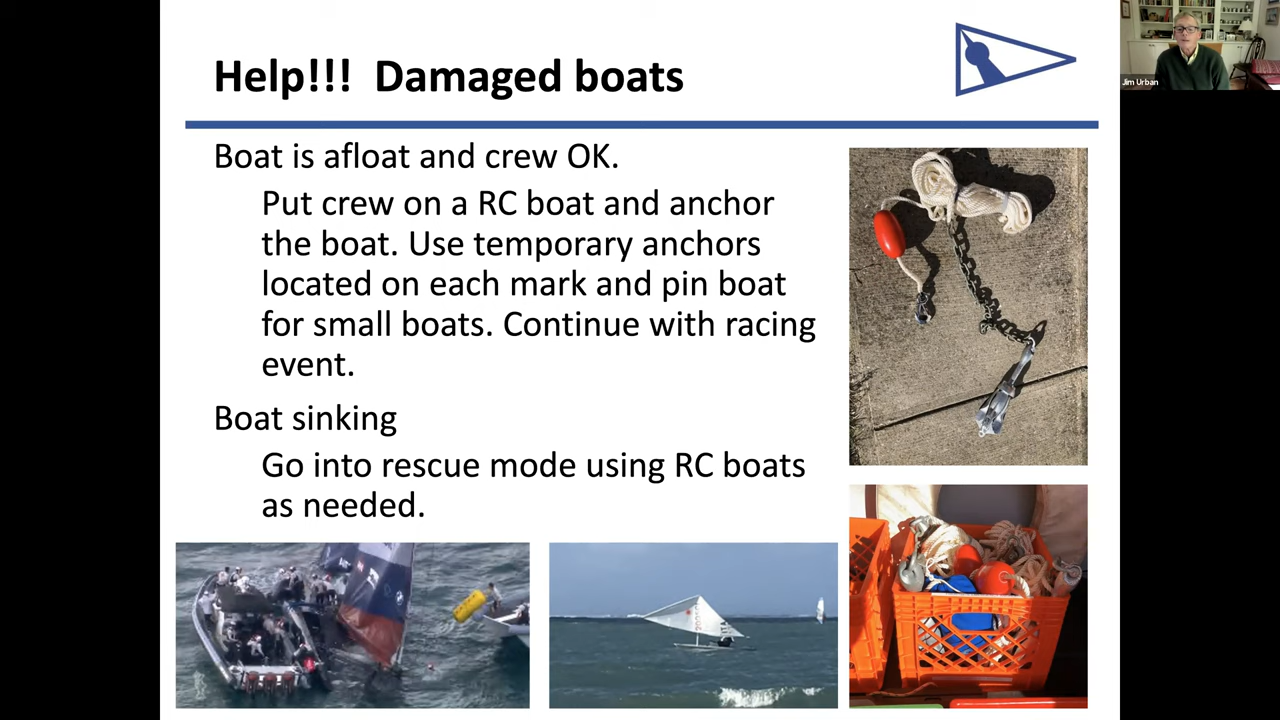 Help!!! Damaged boats
Jim Urban
Boat is afloat and crew OK.
Put crew on a RC boat and anchor
the boat. Use temporary anchors
located on each mark and pin boat
for small boats. Continue with racing
event.
Boat sinking
Go into rescue mode using RC boats
as needed.